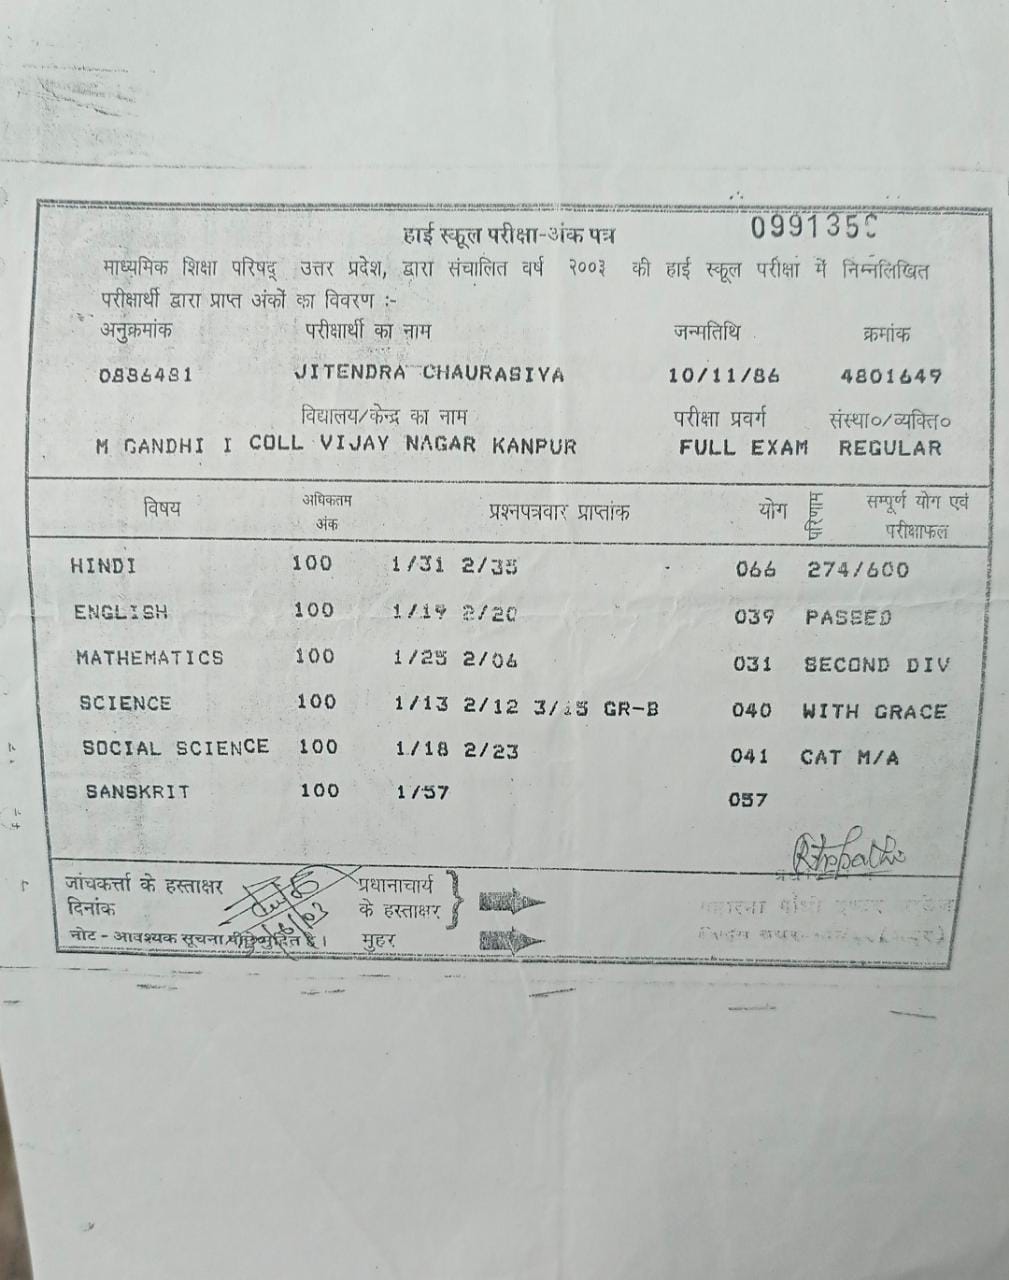 हाई स्कूल परीक्षा-अंक पत्र
माध्यमिक शिक्षा परिषद् उत्तर प्रदेश, द्वारा संचालित वर्ष २००३ की हाई स्कूल परीक्षा में निम्नलिखित
परीक्षार्थी द्वारा प्राप्त अंकों का विवरण :-
अनुक्रमांक परीक्षार्थी का नाम जन्मतिथि क्रमांक
JITENDRA CHAURASIYA 10/11/86 4801649
विद्यालय/केन्द्र का नाम परीक्षा प्रवर्ग संस्था०/व्यक्ति०
M GANDHI I COLL VIJAY NAGAR KANPUR FULL EXAM REGULAR
विषय अधिकतम अंक प्रश्नपत्रवार प्राप्तांक योग परिणाम सम्पूर्ण योग एवं परीक्षाफल
HINDI 100 1/31 2/35 066 274/600
ENGLISH 100 1/19 2/20 039 PASSED
MATHEMATICS 100 1/25 2/06 031 SECOND DIV
SCIENCE 100 1/13 2/12 3/15 GR-B 040 WITH GRACE
SOCIAL SCIENCE 100 1/18 2/23 041 CAT M/A
SANSKRIT 100 1/57 057
जांचकर्त्ता के हस्ताक्षर प्रधानाचार्य
दिनांक के हस्ताक्षर
नोट - आवश्यक सूचना है। मुहर